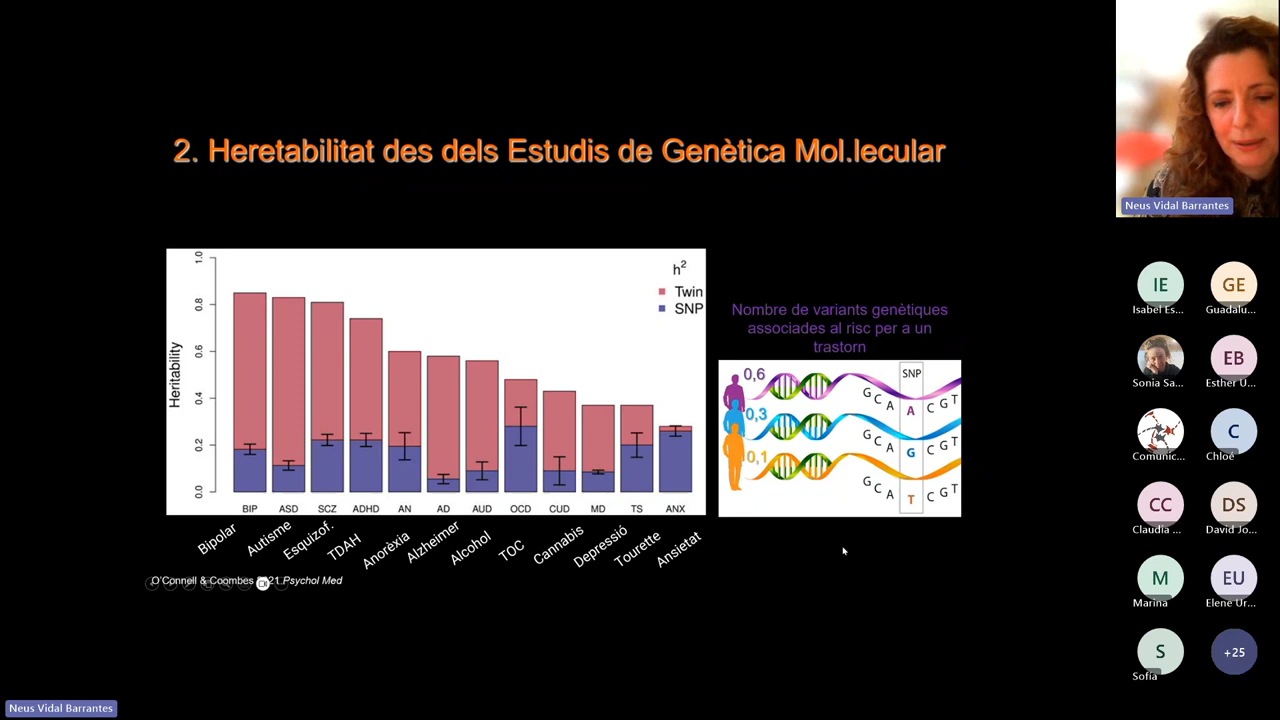 2. Heretabilitat des dels Estudis de Genètica Mol.lecular
Neus Vidal Barrantes
h2
Twin
SNP
Heritability
1.0
0.8
0.6
0.4
0.2
0.0
BIP ASD SCZ ADHD AN AD AUD OCD CUD MD TS ANX
Bipolar Autisme Esquizof. TDAH Anorèxia Alzheimer Alcohol TOC Cannabis Depressió Tourette Ansietat
O'Connell & Coombes 2021 Psychol Med
Nombre de variants genètiques
associades al risc per a un
trastorn
SNP
0,6
G C A A C G T
0,3
G C A G C G T
0,1
G C A T C G T
IE GE
Isabel Es... Guadalu...
EB
Sonia Sa... Esther U...
C
Comunic... Chloé
CC DS
Claudia ... David Jo...
M EU
Marina Elene Ur...
S +25
Sofía
Neus Vidal Barrantes